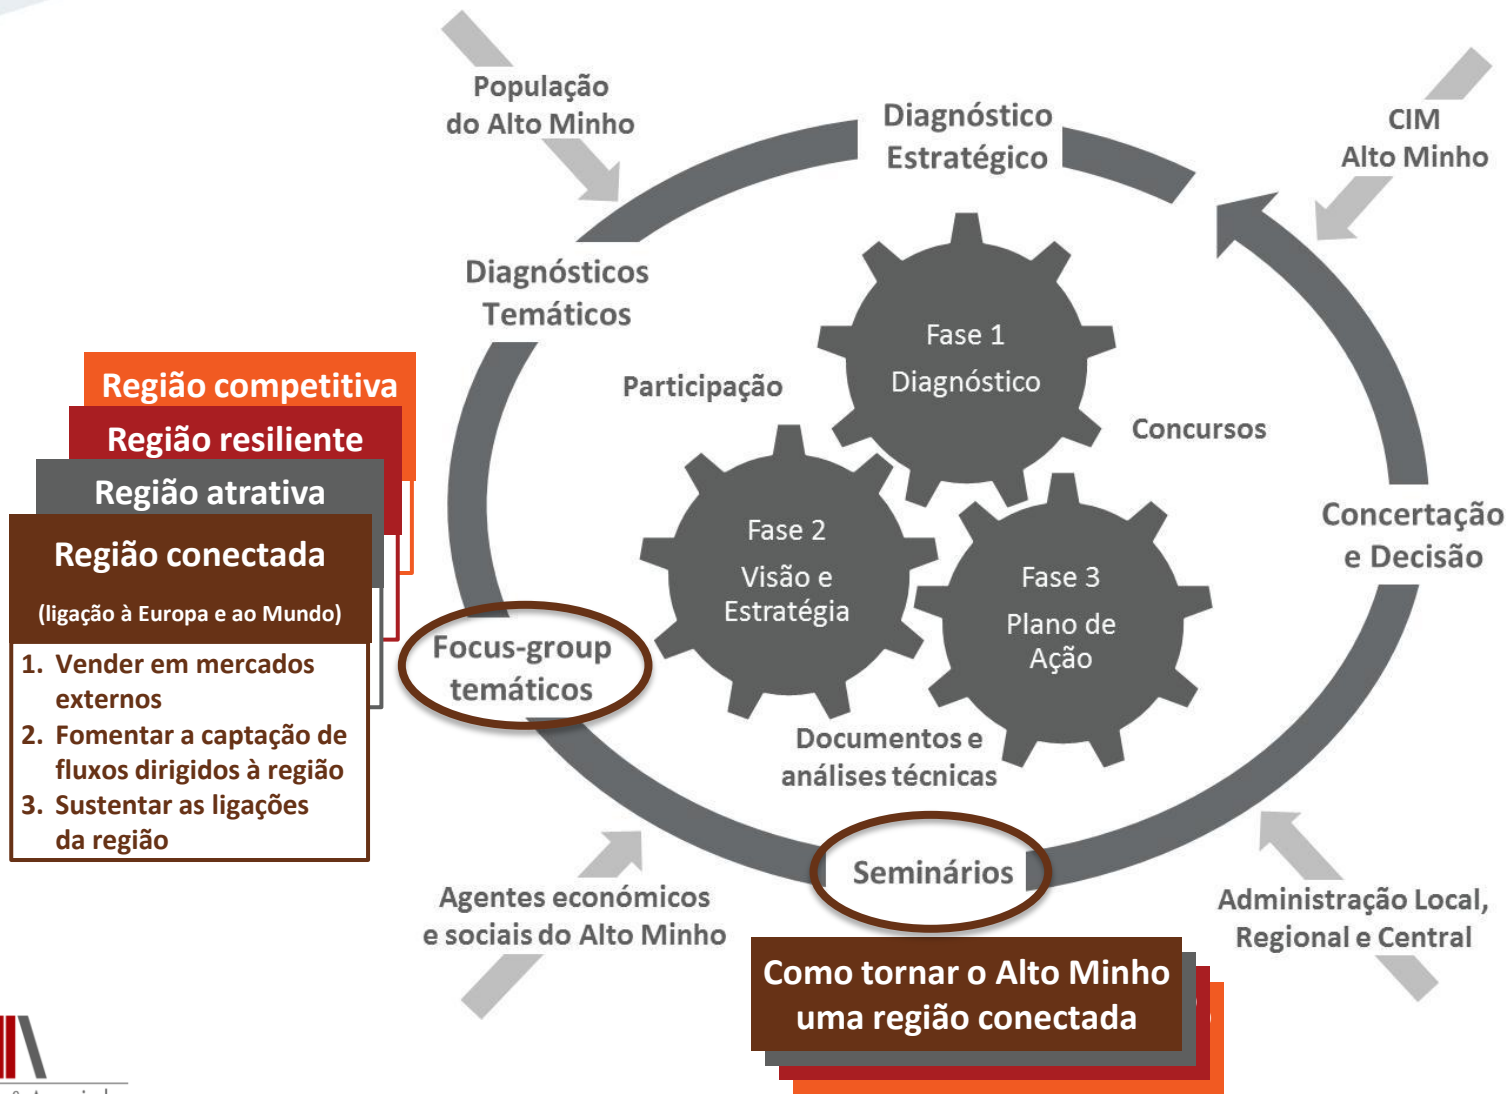 População
do Alto Minho
Diagnóstico
Estratégico
CIM
Alto Minho
Diagnósticos
Temáticos
Fase 1
Diagnóstico
Participação
Concursos
Região competitiva
Região resiliente
Região atrativa
Região conectada
(ligação à Europa e ao Mundo)
1. Vender em mercados
externos
2. Fomentar a captação de
fluxos dirigidos à região
3. Sustentar as ligações
da região
Fase 2
Visão e
Estratégia
Fase 3
Plano de
Ação
Concertação
e Decisão
Focus-group
temáticos
Documentos e
análises técnicas
Seminários
Agentes económicos
e sociais do Alto Minho
Administração Local,
Regional e Central
Como tornar o Alto Minho
uma região conectada